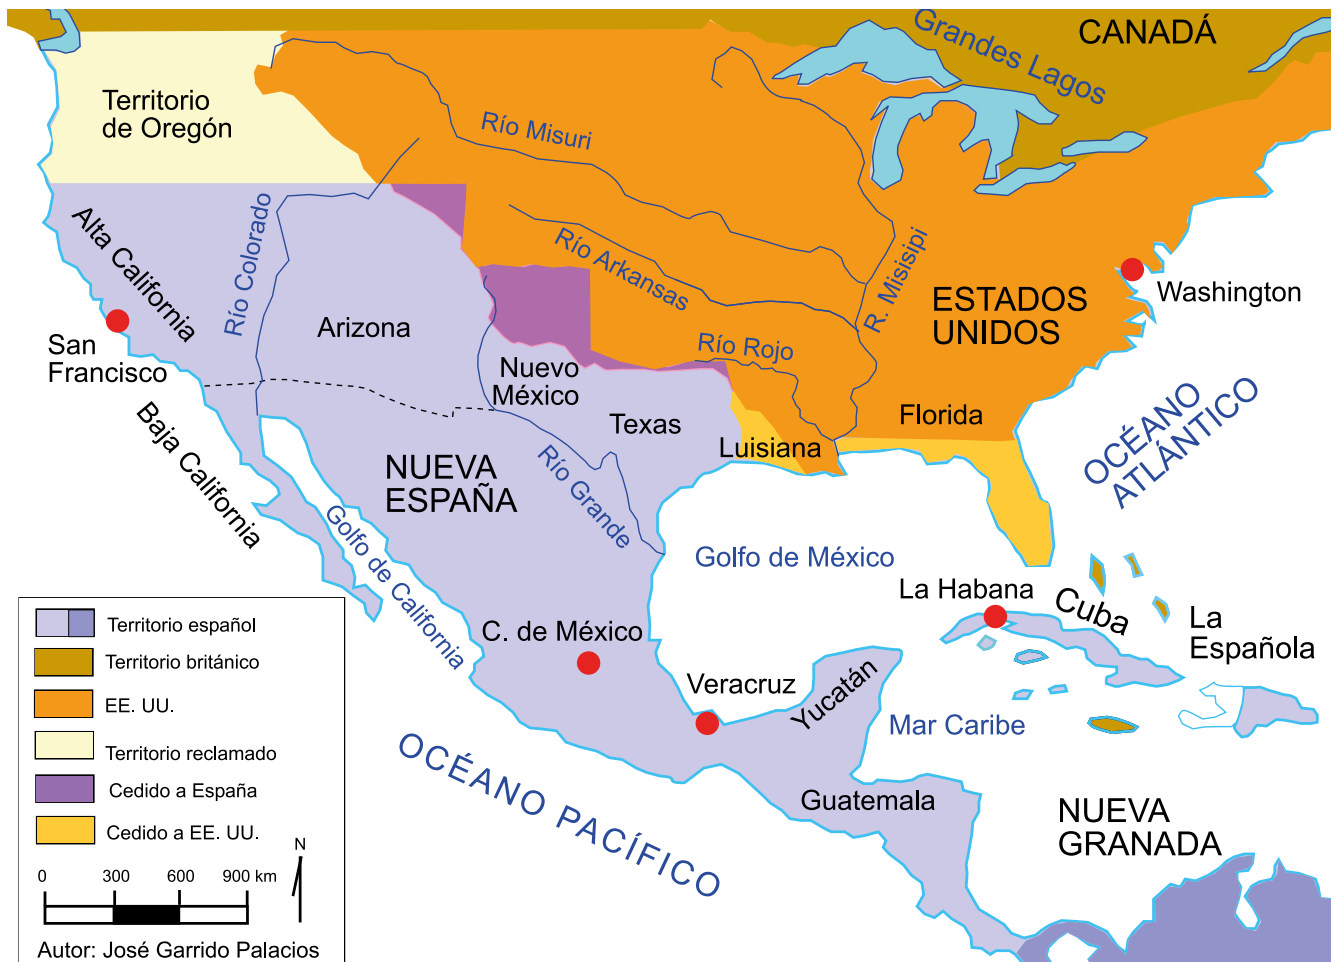 Grandes Lagos
CANADÁ
Territorio
de Oregón
Río Misuri
Alta California
Río Colorado
Río Arkansas
R. Misisipi
ESTADOS
UNIDOS
Washington
Arizona
San
Francisco
Río Rojo
Nuevo
México
Texas
Luisiana
Florida
OCÉANO
ATLÁNTICO
Baja California
NUEVA
ESPAÑA
Río Grande
Golfo de California
Golfo de México
La Habana
Cuba
La
Española
C. de México
Veracruz
Yucatán
Mar Caribe
OCÉANO PACÍFICO
Guatemala
NUEVA
GRANADA
Territorio español
Territorio británico
EE. UU.
Territorio reclamado
Cedido a España
Cedido a EE. UU.
N
0 300 600 900 km
Autor: José Garrido Palacios